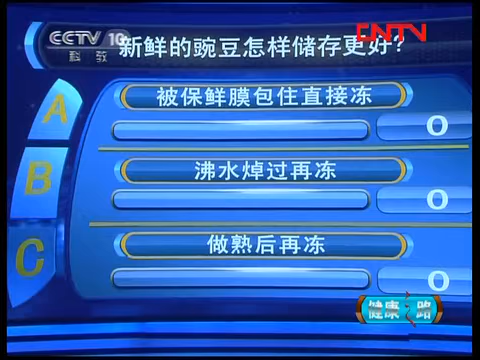 CCTV 10
科教
CNTV
新鲜的豌豆怎样储存更好?
A
被保鲜膜包住直接冻
0
B
沸水焯过再冻
0
C
做熟后再冻
0
健康之路